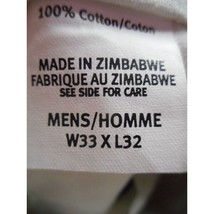 100% Cotton/Coton
MADE IN ZIMBABWE
FABRIQUE AU ZIMBABWE
SEE SIDE FOR CARE
MENS/HOMME
W33 X L32